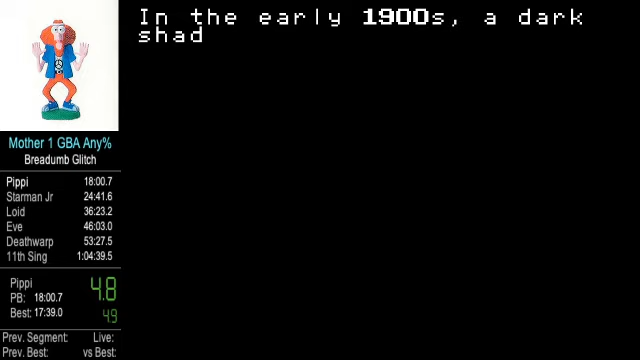 In the early 1900s, a dark
shad
Mother 1 GBA Any%
Breadumb Glitch
Pippi 18:00.7
Starman Jr 24:41.6
Loid 36:23.2
Eve 46:03.0
Deathwarp 53:27.5
11th Sing 1:04:39.5
Pippi 4.8
PB: 18:00.7
Best: 17:39.0 4.9
Prev. Segment: Live:
Prev. Best: vs Best: